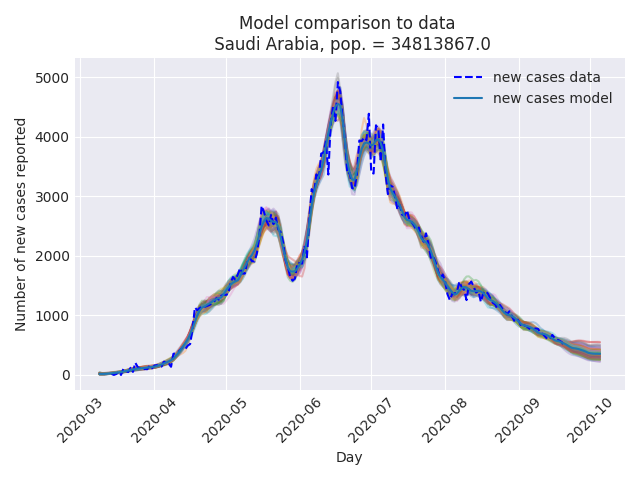 Model comparison to data
Saudi Arabia, pop. = 34813867.0
new cases data
new cases model
Number of new cases reported
5000
4000
3000
2000
1000
0
2020-03
2020-04
2020-05
2020-06
2020-07
2020-08
2020-09
2020-10
Day